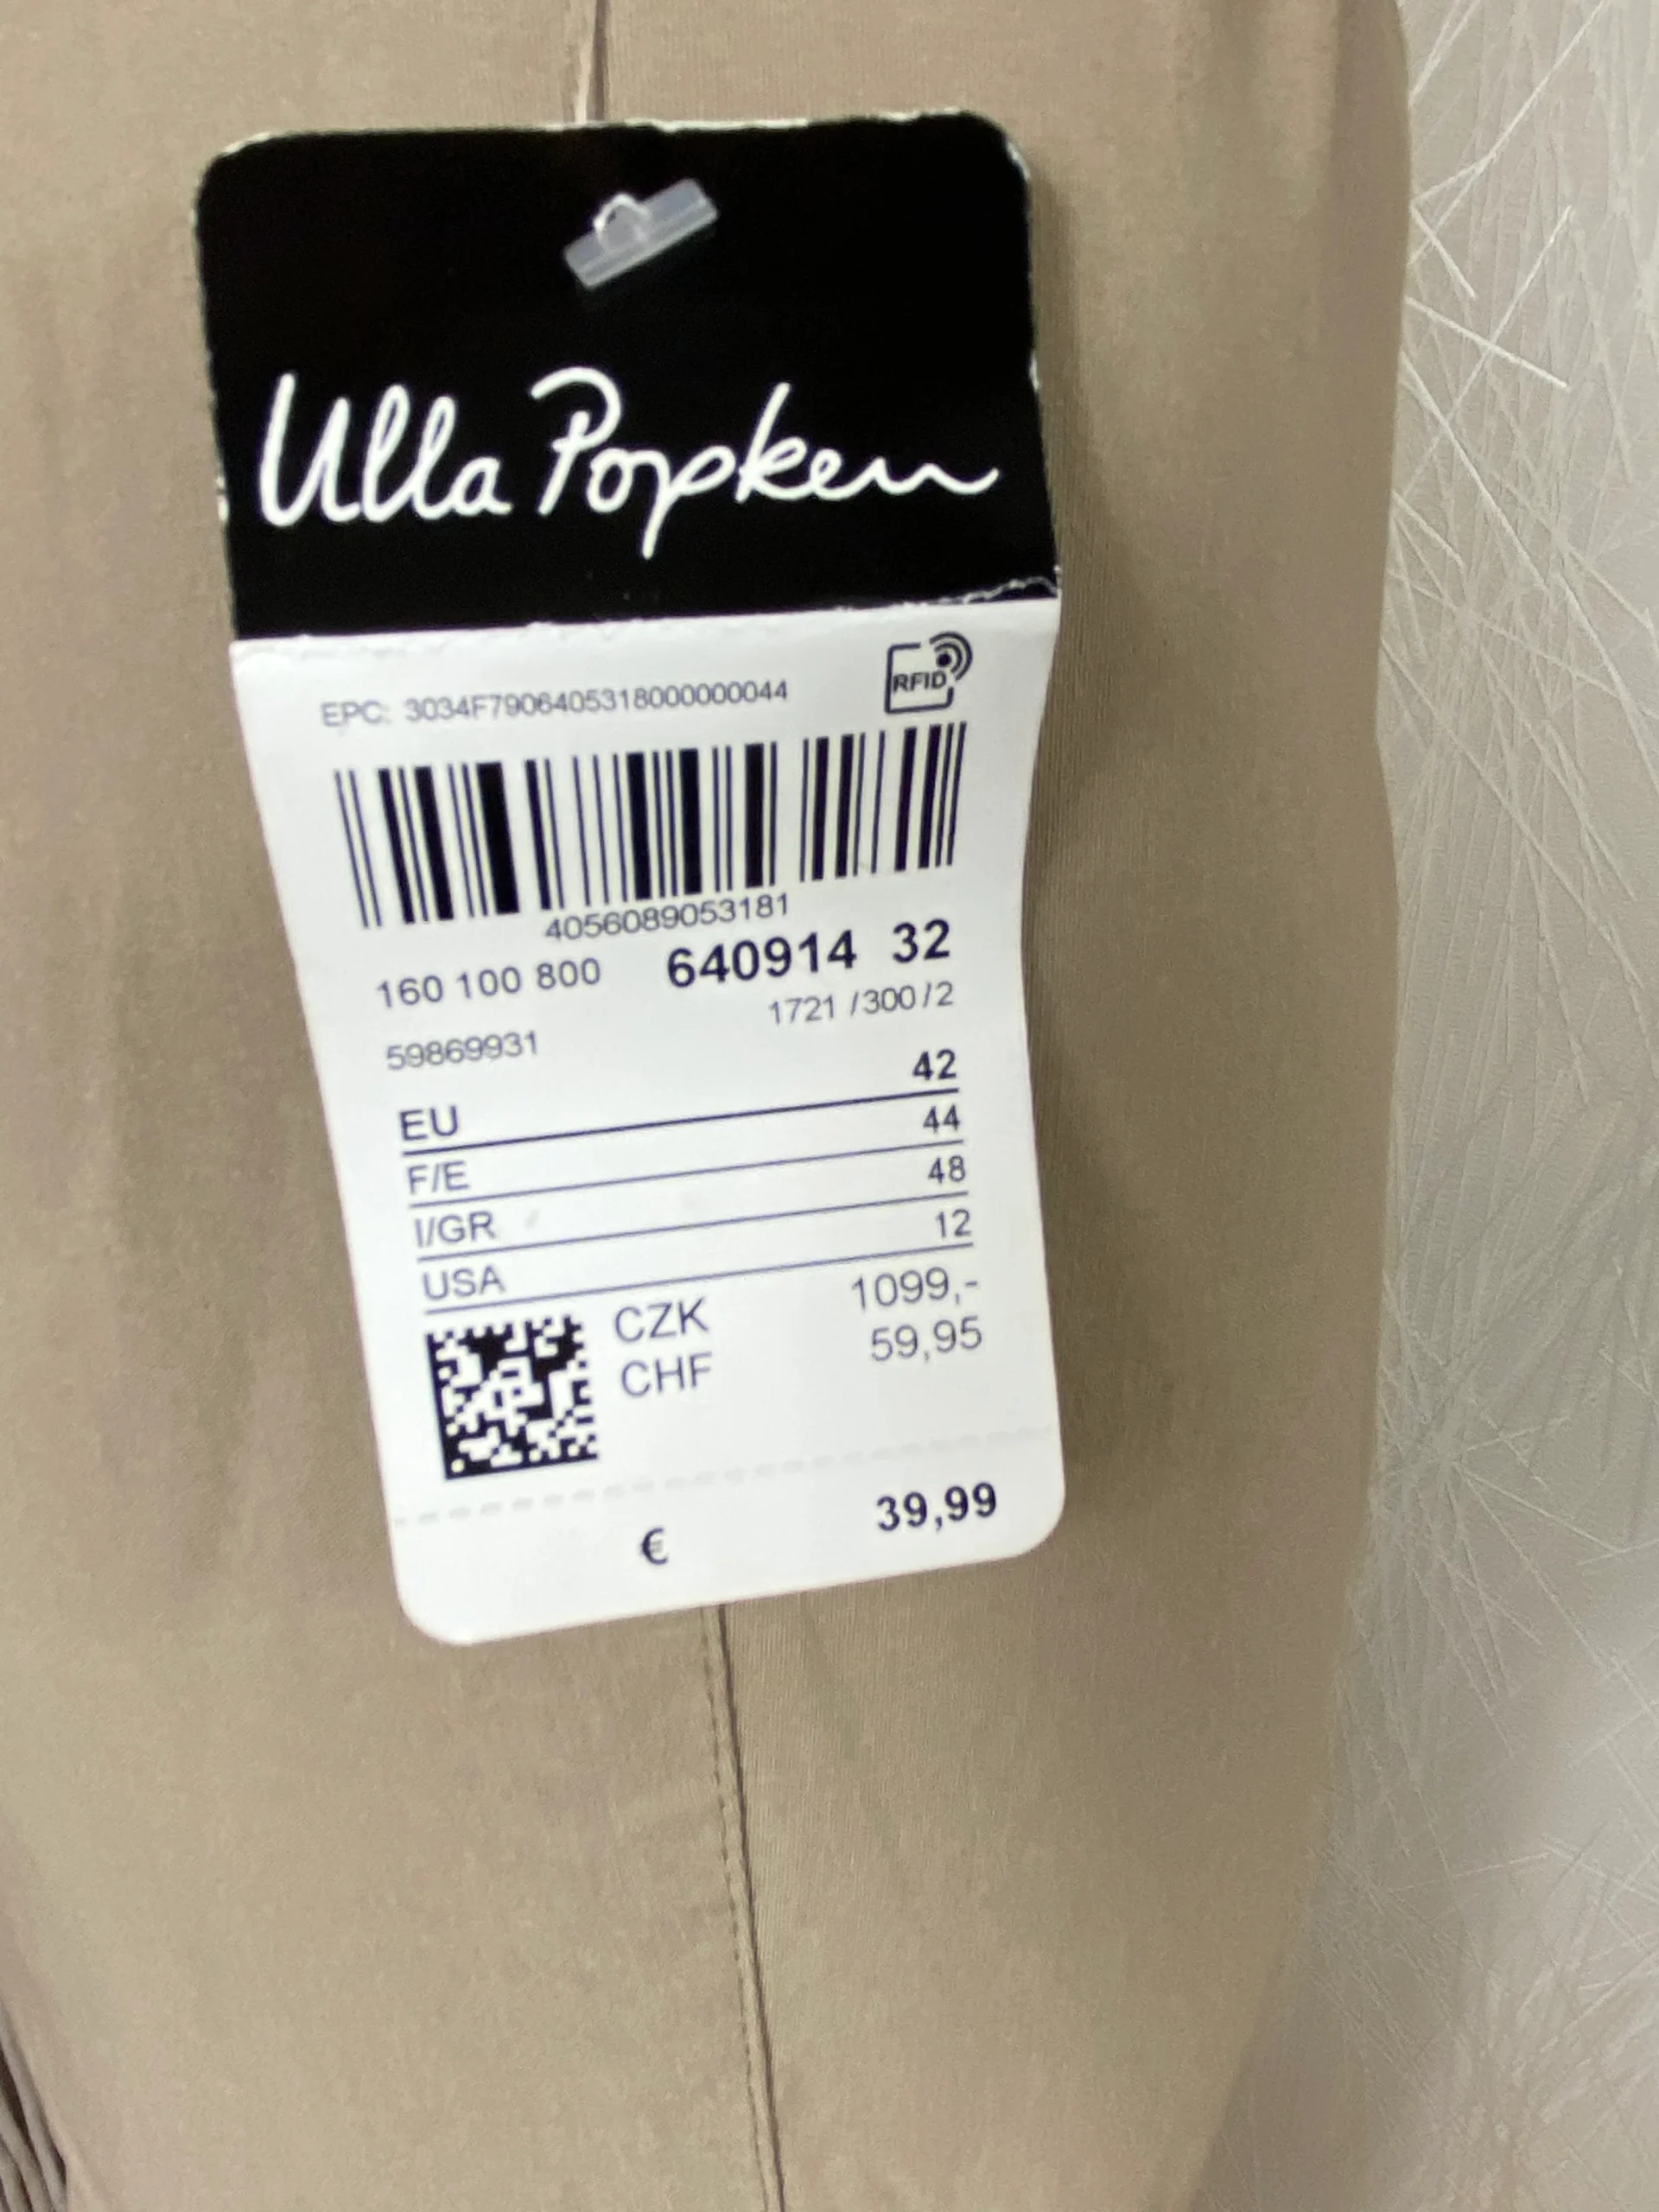 Ulla Popken
RFID
EPC: 3034F7906405318000000044
4056089053181
160 100 800 640914 32
59869931 1721 /300/2
EU 42
F/E 44
I/GR 48
USA 12
CZK 1099,-
CHF 59,95
€ 39,99